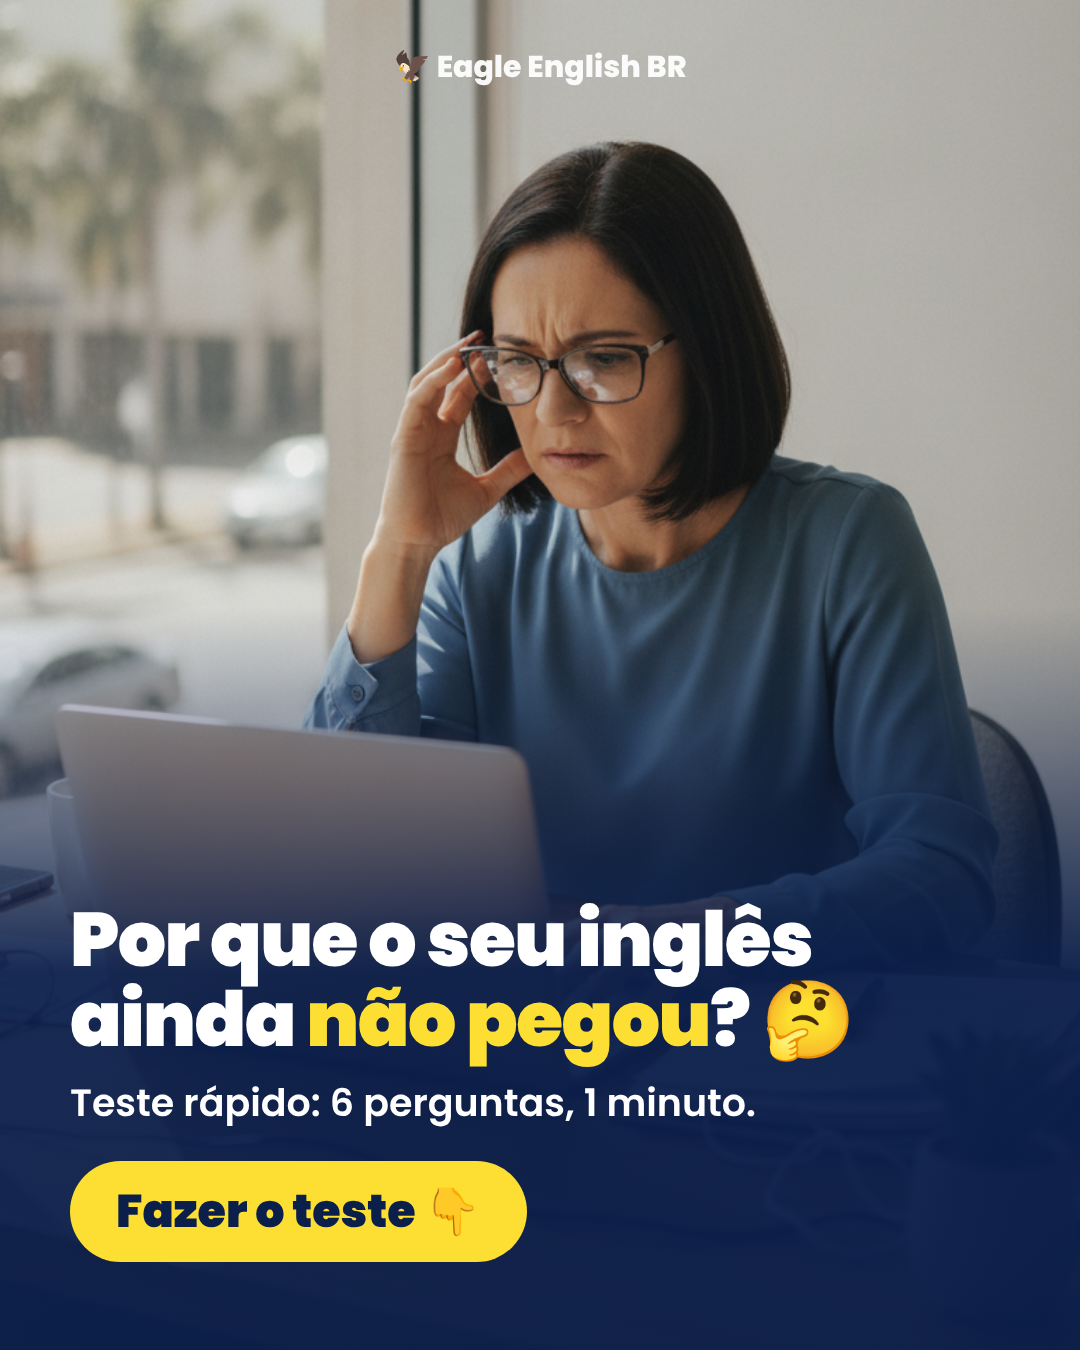 🦅 Eagle English BR
Por que o seu inglês
ainda não pegou? 🤔
Teste rápido: 6 perguntas, 1 minuto.
Fazer o teste 👇